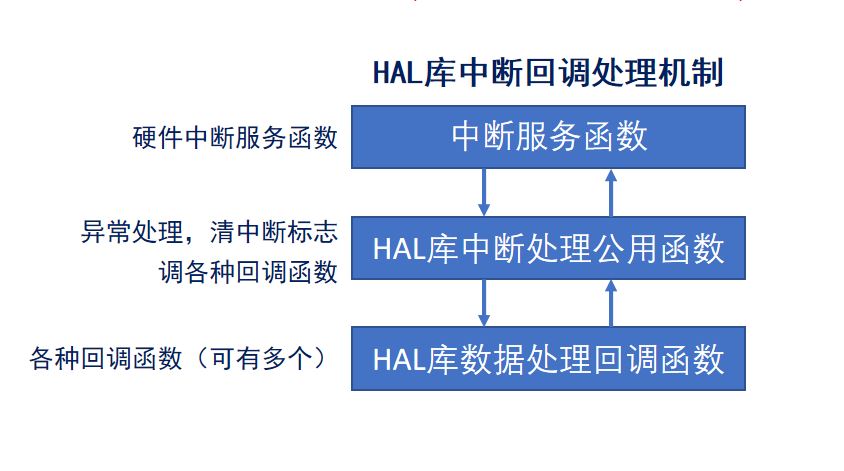 HAL库中断回调处理机制
硬件中断服务函数
中断服务函数
异常处理，清中断标志
调各种回调函数
HAL库中断处理公用函数
各种回调函数（可有多个）
HAL库数据处理回调函数